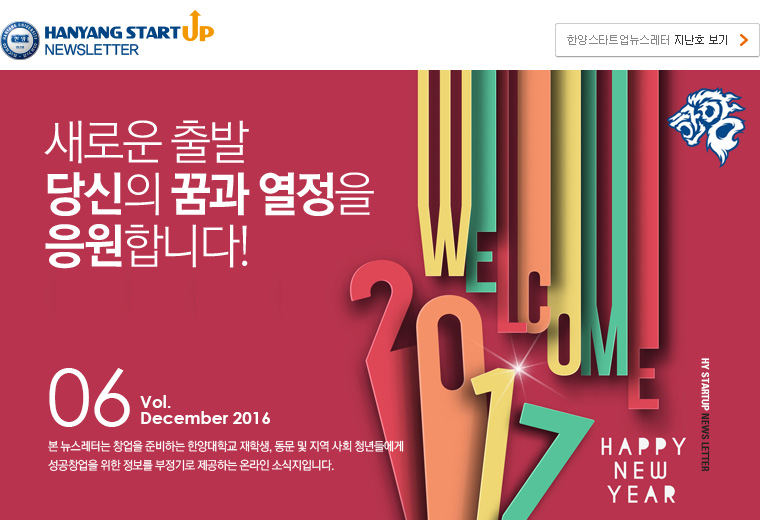 HANYANG STARTUP
NEWSLETTER
한양스타트업뉴스레터 지난호 보기
새로운 출발
당신의 꿈과 열정을
응원합니다!
WELCOME
2017
HAPPY
NEW
YEAR
HY STARTUP NEWS LETTER
06 Vol.
December 2016
본 뉴스레터는 창업을 준비하는 한양대학교 재학생, 동문 및 지역 사회 청년들에게
성공창업을 위한 정보를 부정기로 제공하는 온라인 소식지입니다.